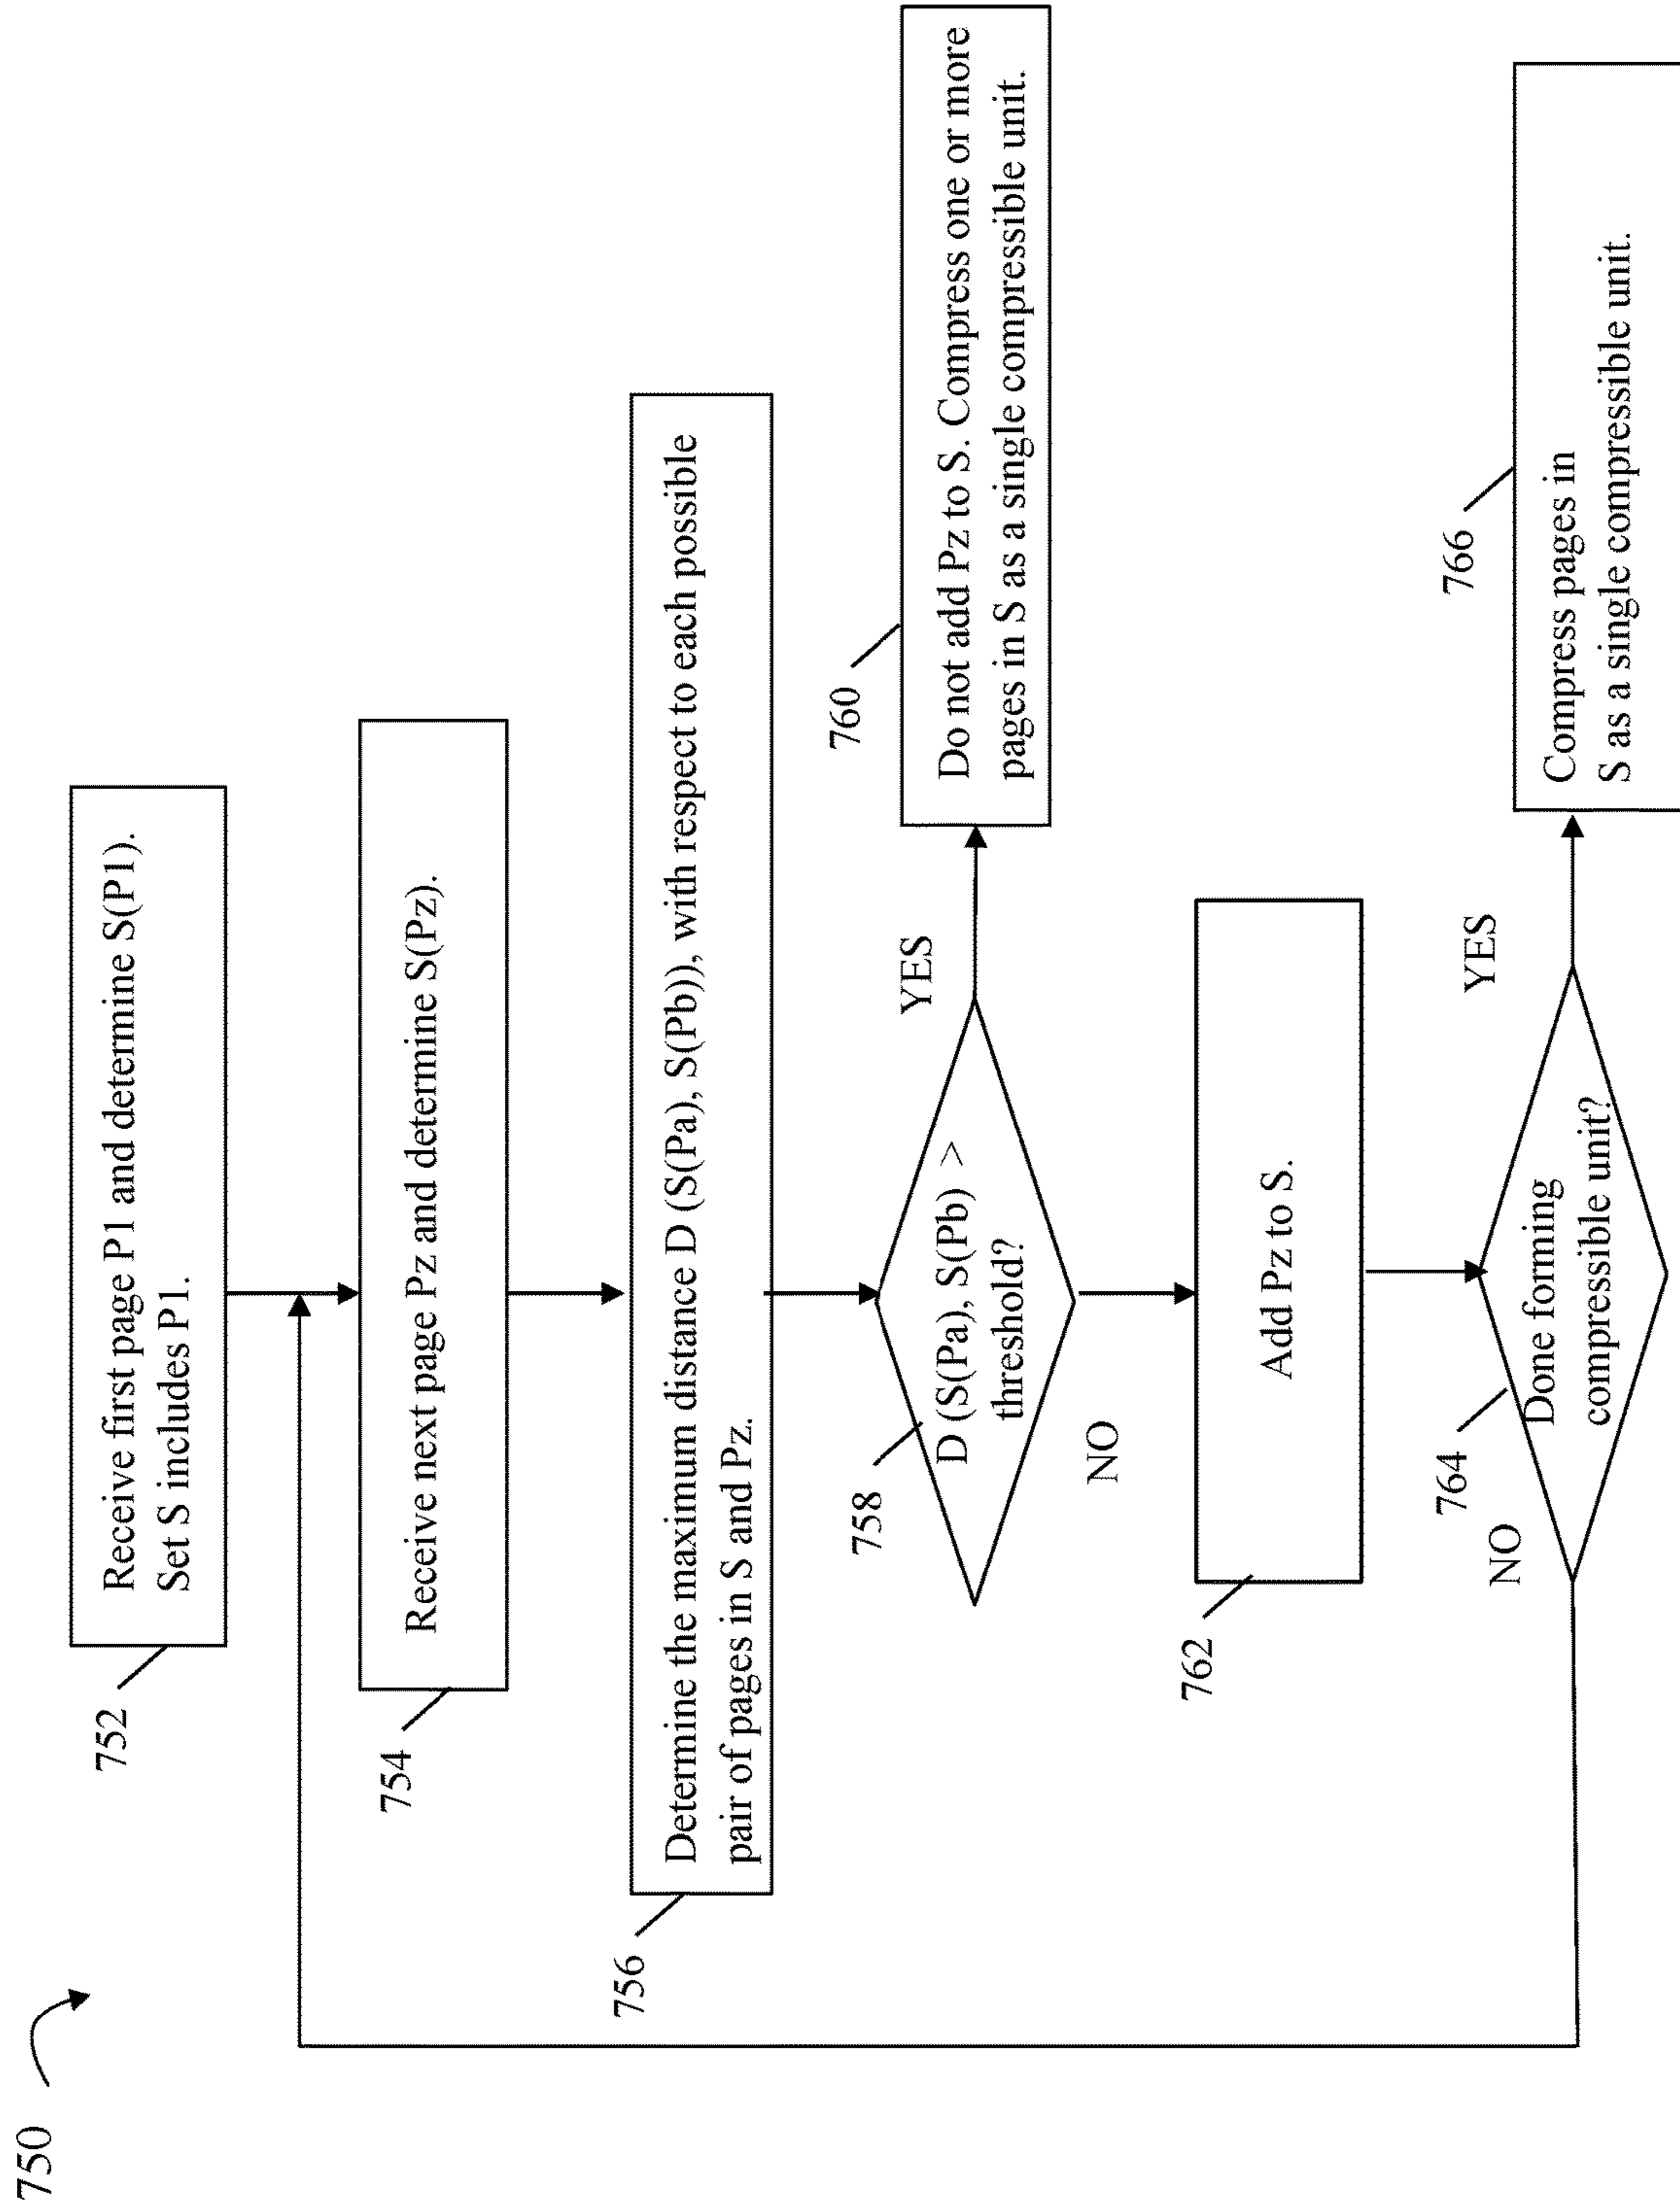 750
752
Receive first page P1 and determine S(P1).
Set S includes P1.
754
Receive next page Pz and determine S(Pz).
756
Determine the maximum distance D (S(Pa), S(Pb)), with respect to each possible
pair of pages in S and Pz.
758
D (S(Pa), S(Pb) >
threshold?
YES
NO
760
Do not add Pz to S. Compress one or more
pages in S as a single compressible unit.
762
Add Pz to S.
764
Done forming
compressible unit?
NO
YES
766
Compress pages in
S as a single compressible unit.